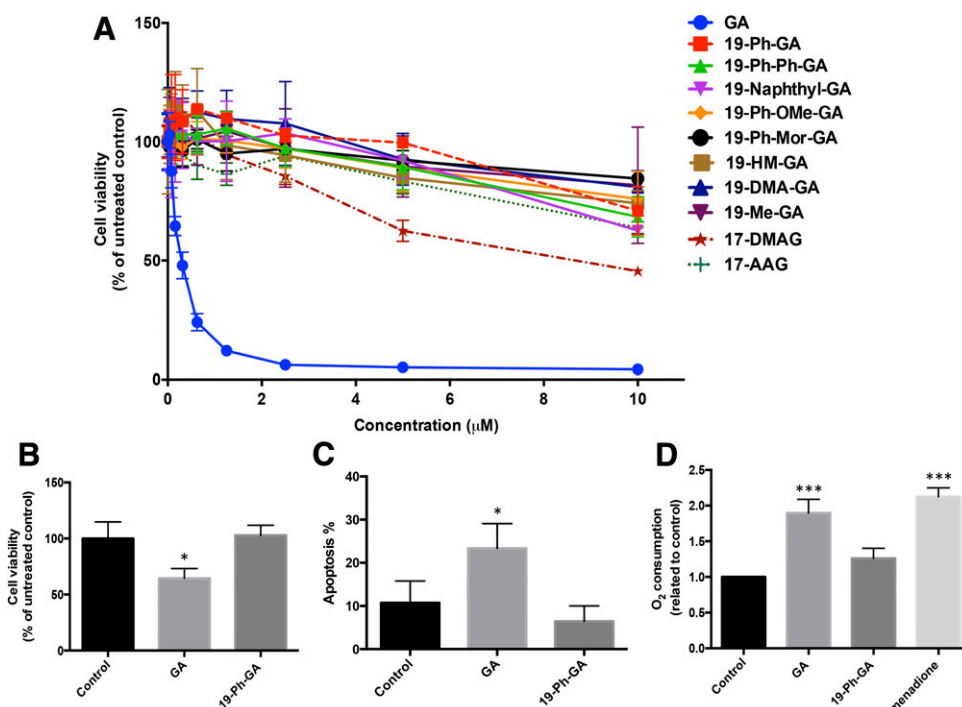 A
Cell viability
(% of untreated control)
150
100
50
0
0
2
4
6
8
10
Concentration (μM)
GA
19-Ph-GA
19-Ph-Ph-GA
19-Naphthyl-GA
19-Ph-OMe-GA
19-Ph-Mor-GA
19-HM-GA
19-DMA-GA
19-Me-GA
17-DMAG
17-AAG
B
Cell viability
(% of untreated control)
150
100
50
0
*
Control
GA
19-Ph-GA
C
Apoptosis %
40
30
20
10
0
*
Control
GA
19-Ph-GA
D
O2 consumption
(related to control)
2.5
2.0
1.5
1.0
0.5
0.0
***
***
Control
GA
19-Ph-GA
menadione